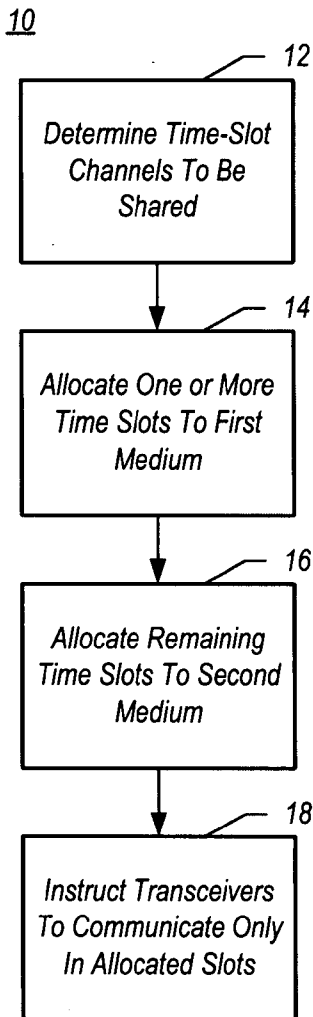 10
12
Determine Time-Slot
Channels To Be
Shared
14
Allocate One or More
Time Slots To First
Medium
16
Allocate Remaining
Time Slots To Second
Medium
18
Instruct Transceivers
To Communicate Only
In Allocated Slots